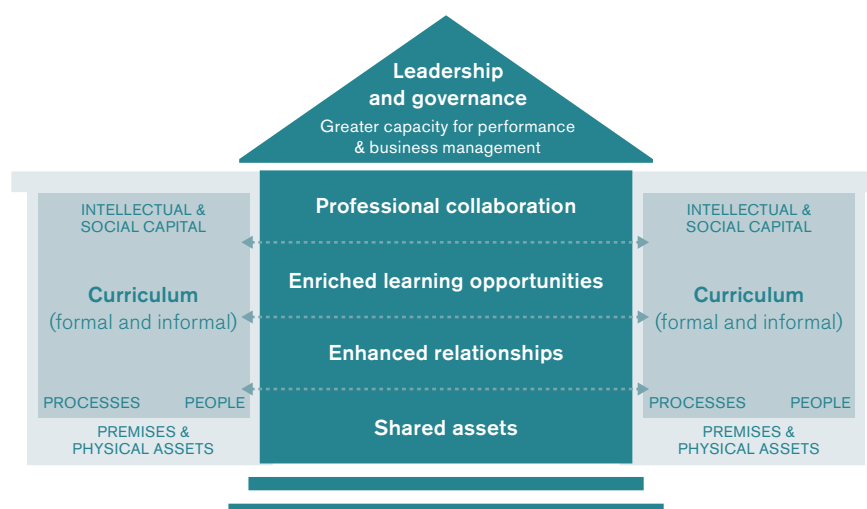 Leadership
and governance
Greater capacity for performance
& business management
INTELLECTUAL &
SOCIAL CAPITAL
Curriculum
(formal and informal)
PROCESSES PEOPLE
PREMISES &
PHYSICAL ASSETS
Professional collaboration
Enriched learning opportunities
Enhanced relationships
Shared assets
INTELLECTUAL &
SOCIAL CAPITAL
Curriculum
(formal and informal)
PROCESSES PEOPLE
PREMISES &
PHYSICAL ASSETS